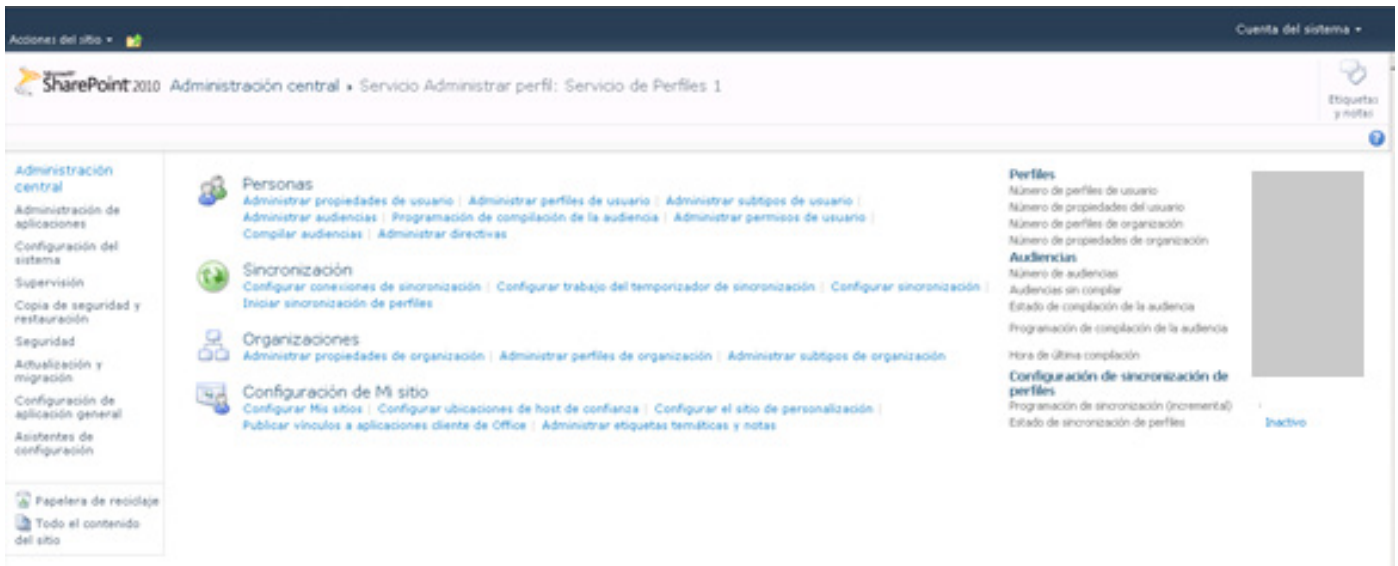 Acciones del sitio
Cuenta del sistema
Microsoft
SharePoint 2010 Administración central Servicio Administrar perfil: Servicio de Perfiles 1
Etiquetas
y notas
Administración
central
Administración de
aplicaciones
Configuración del
sistema
Supervisión
Copia de seguridad y
restauración
Seguridad
Actualización y
migración
Configuración de
aplicación general
Asistentes de
configuración
Papelera de reciclaje
Todo el contenido
del sitio
Personas
Administrar propiedades de usuario | Administrar perfiles de usuario | Administrar subtipos de usuario |
Administrar audiencias | Programación de compilación de la audiencia | Administrar permisos de usuario |
Compilar audiencias | Administrar directivas
Sincronización
Configurar conexiones de sincronización | Configurar trabajo del temporizador de sincronización | Configurar sincronización |
Iniciar sincronización de perfiles
Organizaciones
Administrar propiedades de organización | Administrar perfiles de organización | Administrar subtipos de organización
Configuración de Mi sitio
Configurar Mis sitios | Configurar ubicaciones de host de confianza | Configurar el sitio de personalización |
Publicar vínculos a aplicaciones cliente de Office | Administrar etiquetas temáticas y notas
Perfiles
Número de perfiles de usuario
Número de propiedades del usuario
Número de perfiles de organización
Número de propiedades de organización
Audiencias
Número de audiencias
Audiencias sin compilar
Estado de compilación de la audiencia
Programación de compilación de la audiencia
Hora de última compilación
Configuración de sincronización de
perfiles
Programación de sincronización (incremental)
Estado de sincronización de perfiles Inactivo